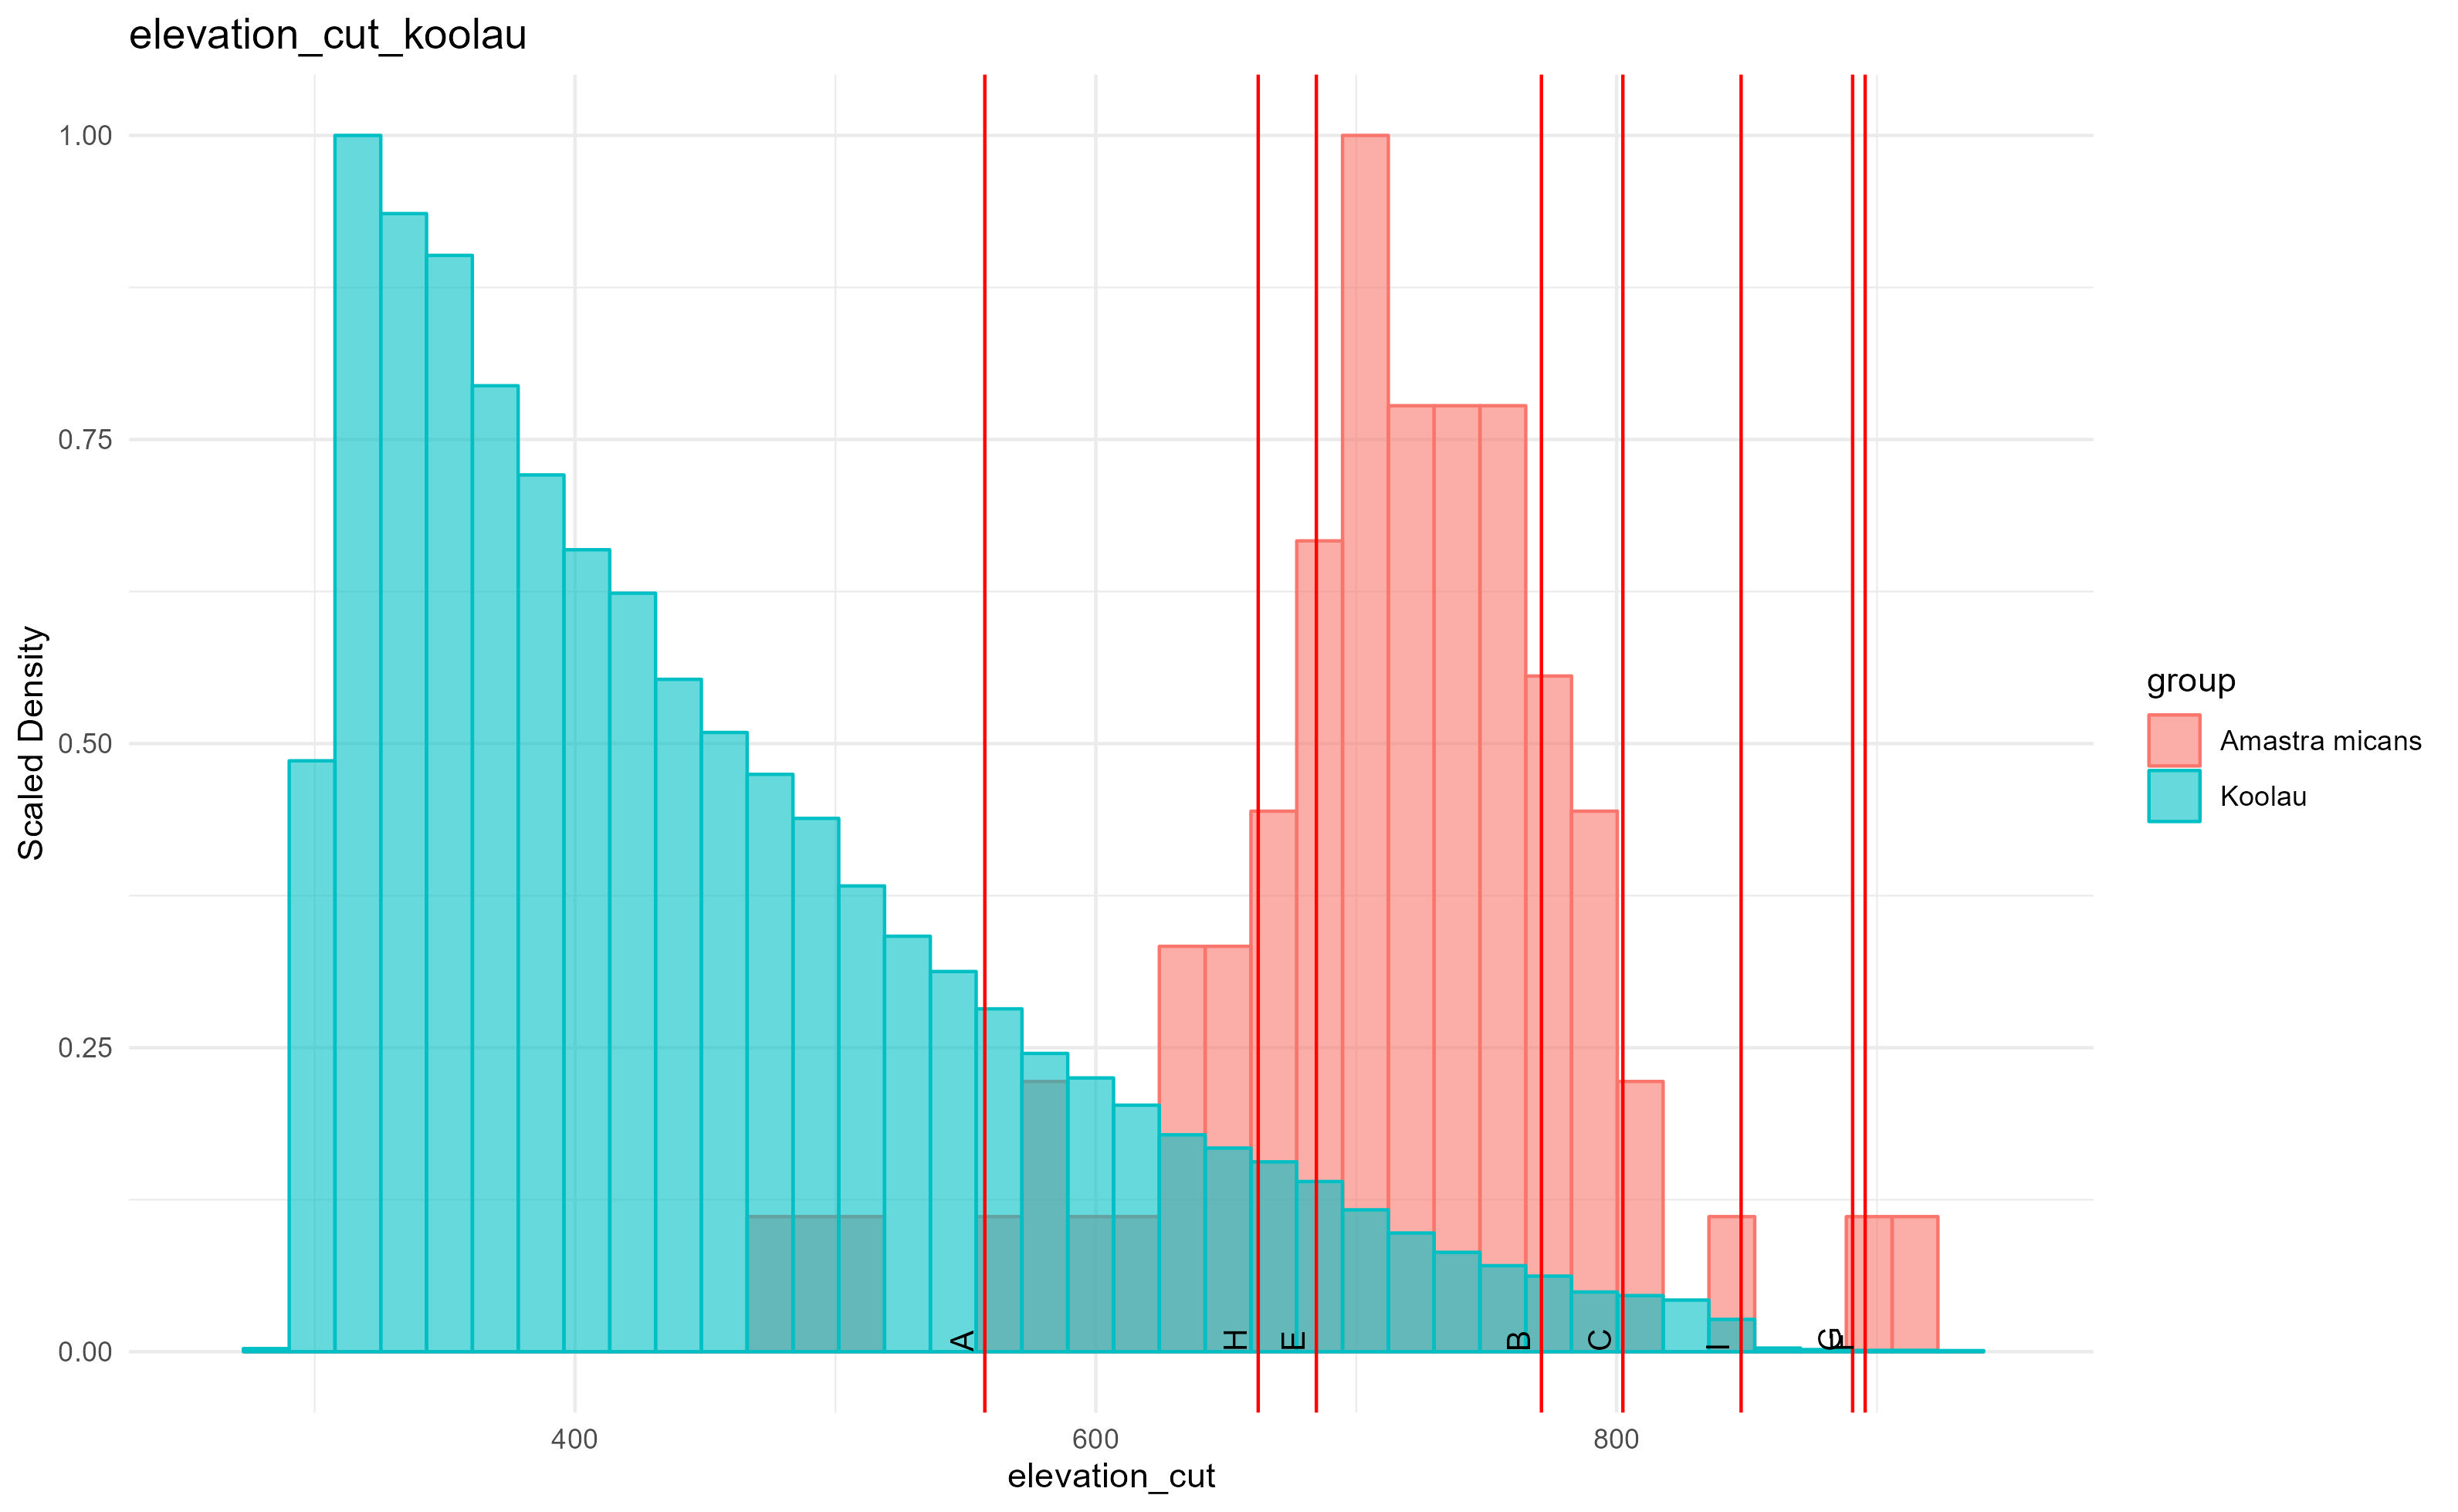 elevation_cut_koolau
1.00
0.75
0.50
0.25
0.00
Scaled Density
A
H
E
B
C
I
G
F
400
600
800
elevation_cut
group
Amastra micans
Koolau